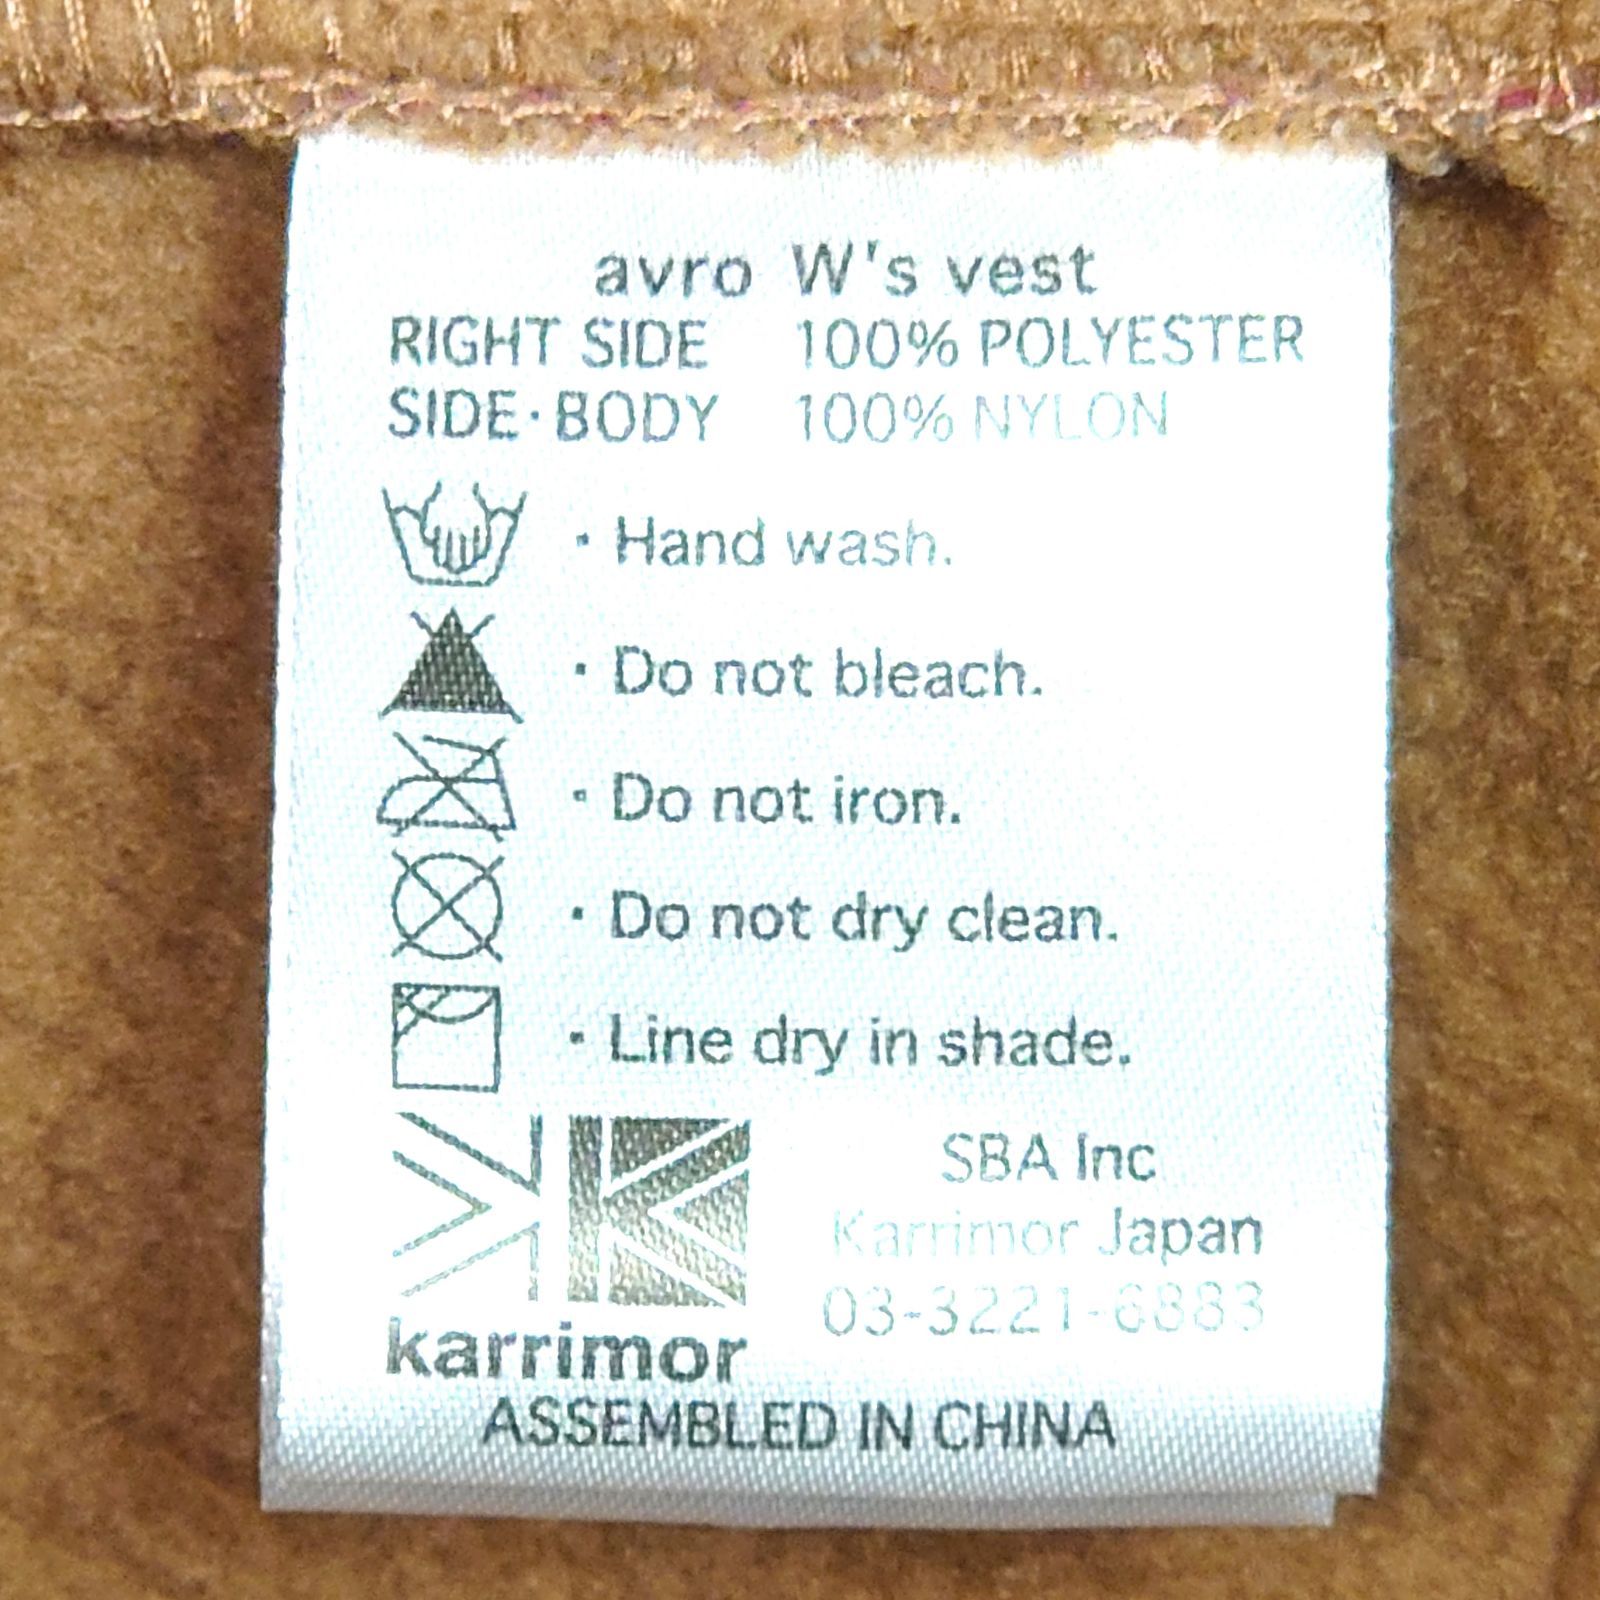 avro W's vest
RIGHT SIDE 100% POLYESTER
SIDE・BODY 100% NYLON
・Hand wash.
・Do not bleach.
・Do not iron.
・Do not dry clean.
・Line dry in shade.
SBA Inc
Karrimor Japan
03-3221-6883
karrimor
ASSEMBLED IN CHINA